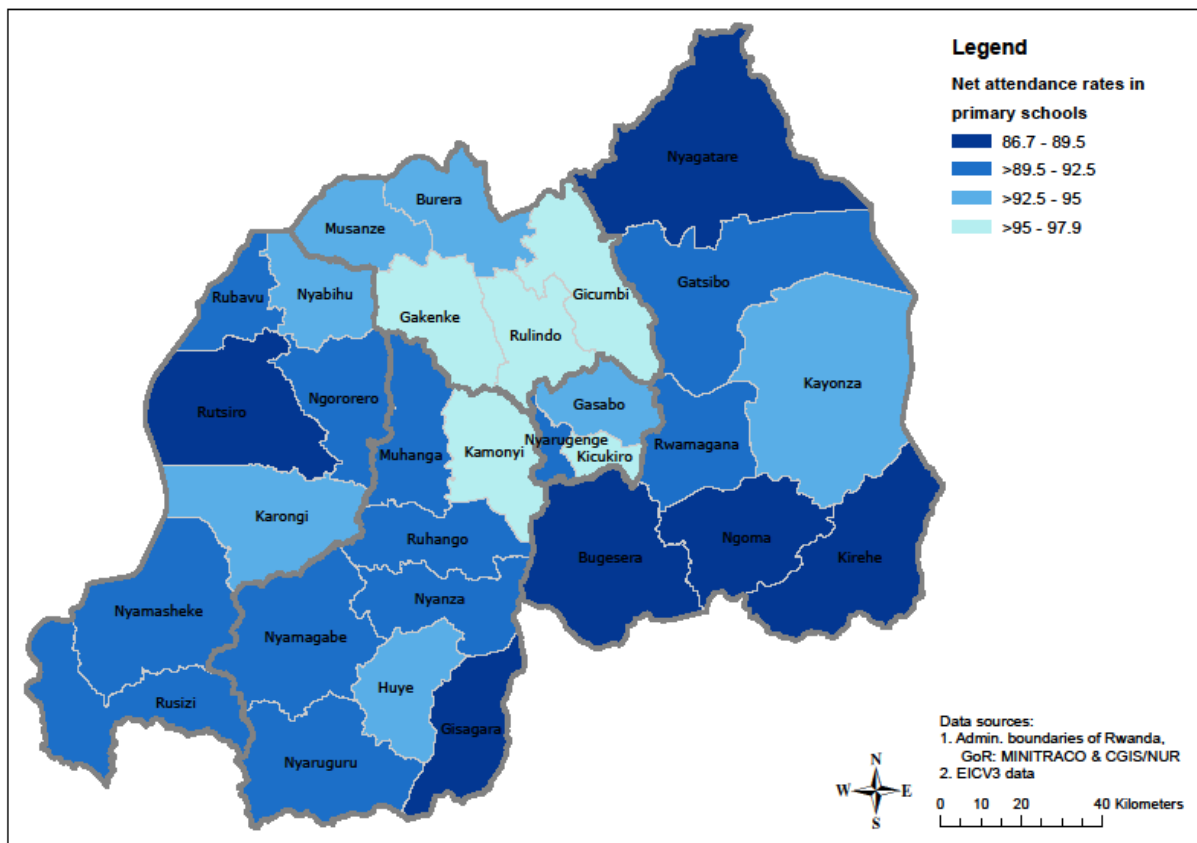 Legend
Net attendance rates in
primary schools
86.7 - 89.5
>89.5 - 92.5
>92.5 - 95
>95 - 97.9
Nyagatare
Burera
Musanze
Gicumbi
Gatsibo
Rubavu
Nyabihu
Gakenke
Rulindo
Kayonza
Rutsiro
Ngororero
Gasabo
Nyarugenge
Rwamagana
Muhanga
Kamonyi
Kicukiro
Karongi
Ruhango
Bugesera
Ngoma
Kirehe
Nyamasheke
Nyamagabe
Nyanza
Huye
Rusizi
Gisagara
Nyaruguru
Data sources:
1. Admin. boundaries of Rwanda,
GoR: MINITRACO & CGIS/NUR
2. EICV3 data
N
W E
S
0 10 20 40 Kilometers